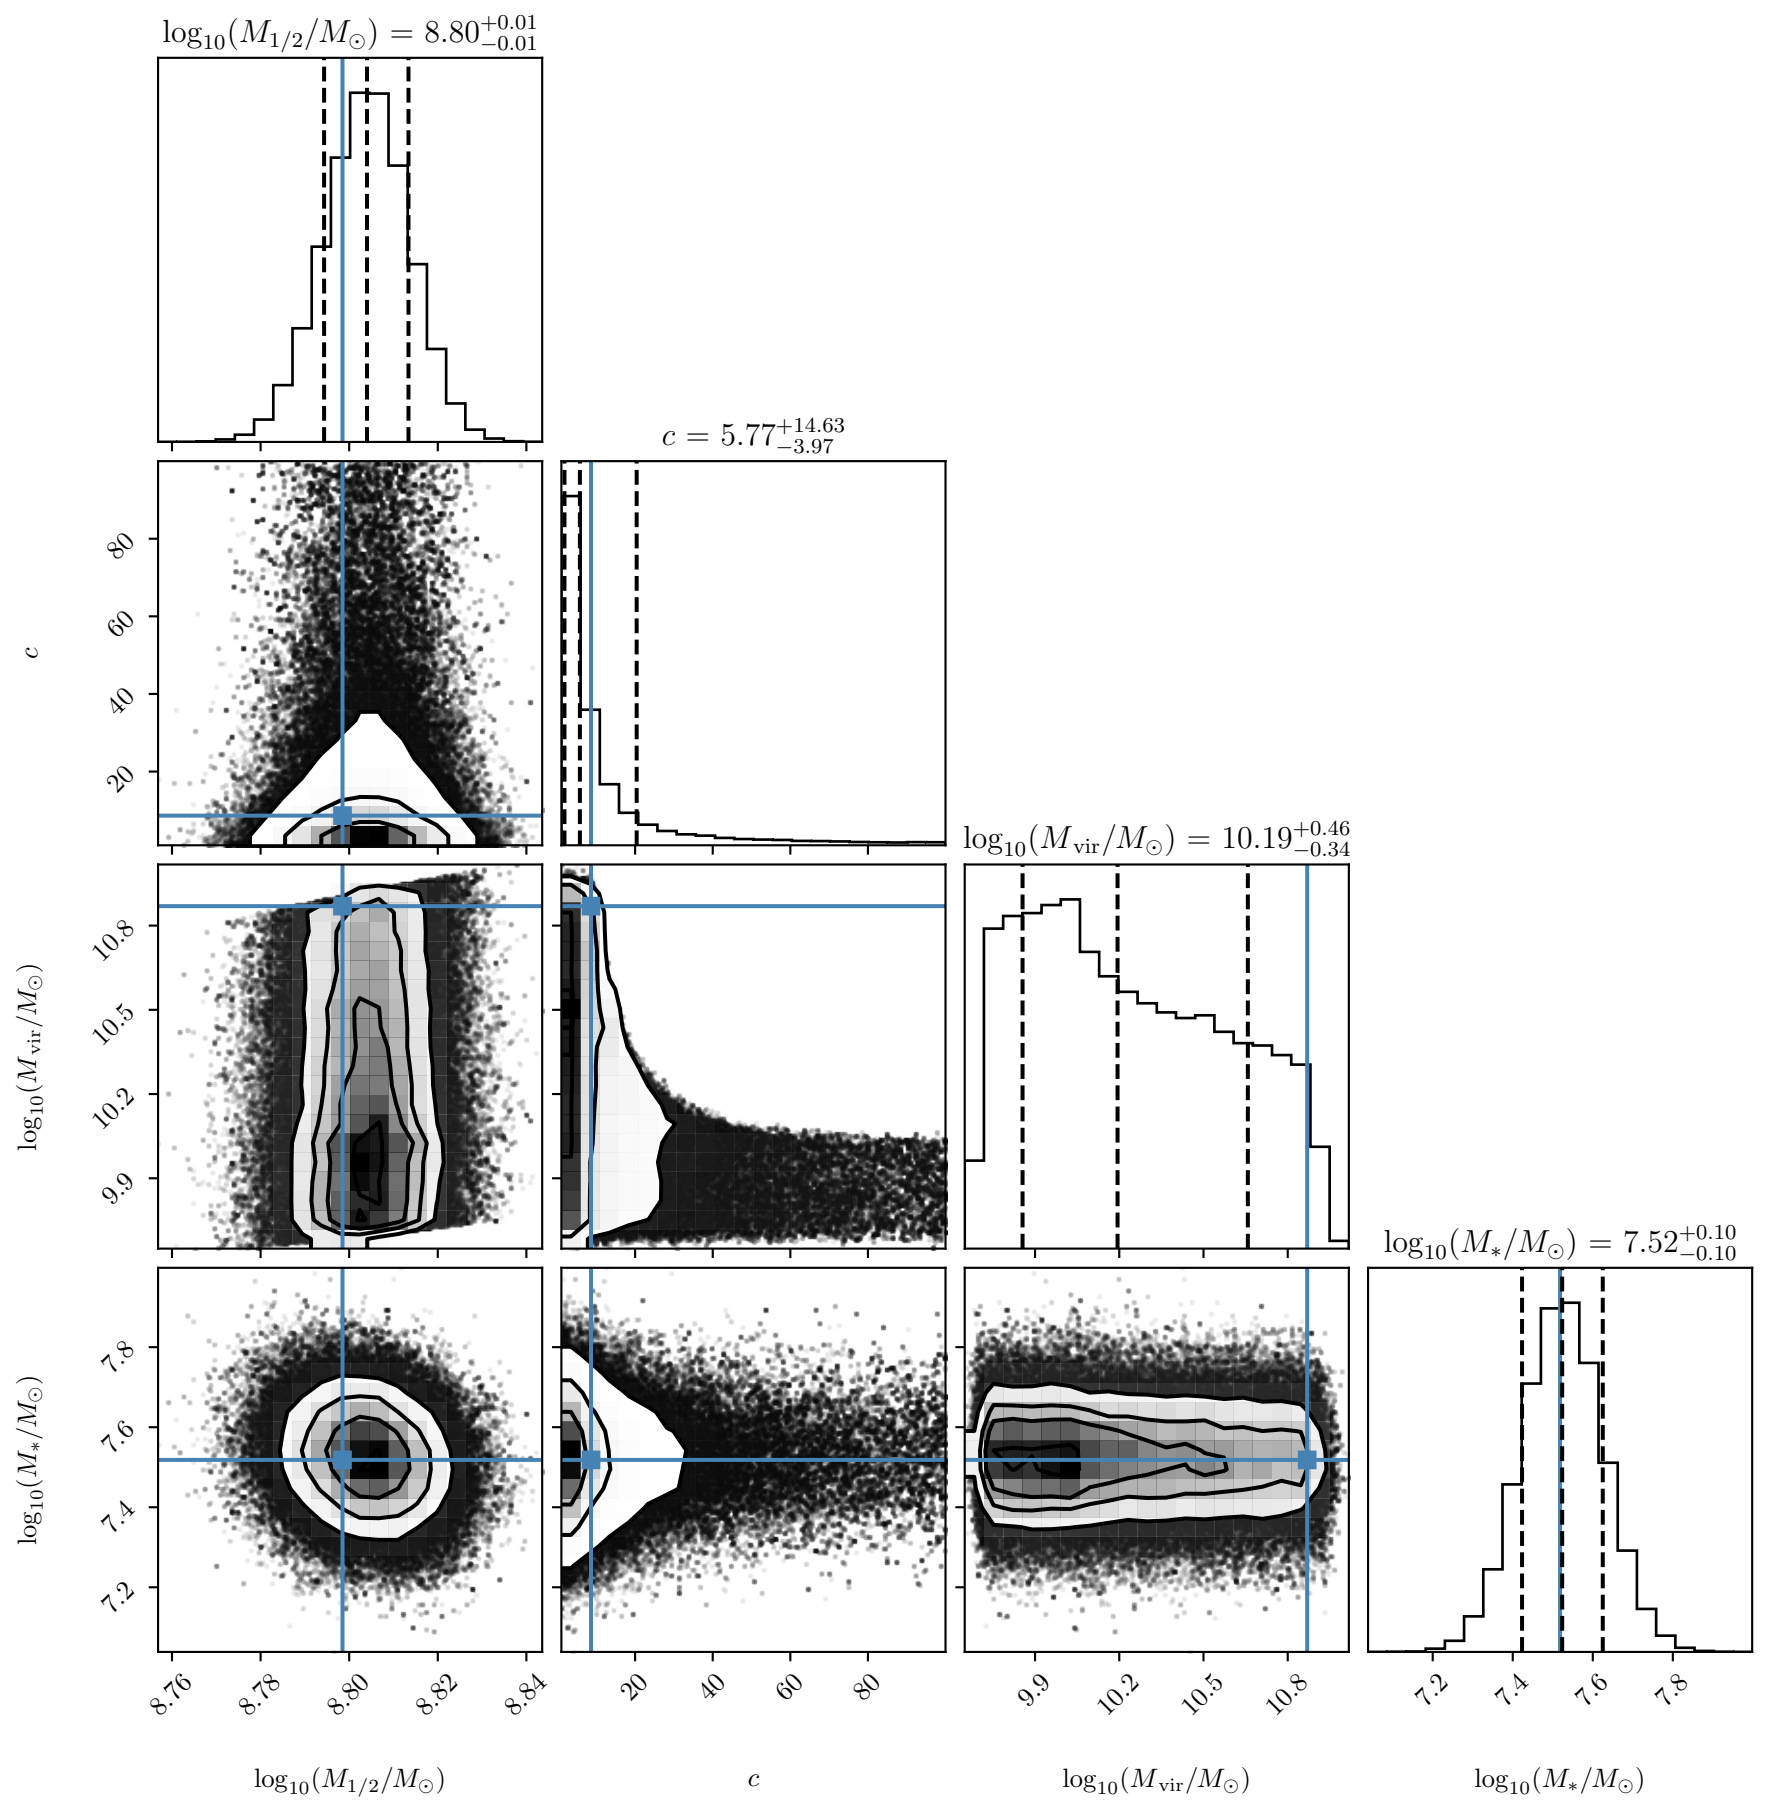 log₁₀(M₁/₂/M⊙) = 8.80⁺⁰·⁰¹₋₀.₀₁
c = 5.77⁺¹⁴·⁶³₋₃.₉₇
80
60
c
40
20
log₁₀(Mᵥᵢᵣ/M⊙) = 10.19⁺⁰·⁴⁶₋₀.₃₄
10.8
10.5
log₁₀(Mᵥᵢᵣ/M⊙)
10.2
9.9
log₁₀(M∗/M⊙) = 7.52⁺⁰·¹⁰₋₀.₁₀
7.8
7.6
log₁₀(M∗/M⊙)
7.4
7.2
8.76 8.78 8.80 8.82 8.84 20 40 60 80 9.9 10.2 10.5 10.8 7.2 7.4 7.6 7.8
log₁₀(M₁/₂/M⊙) c log₁₀(Mᵥᵢᵣ/M⊙) log₁₀(M∗/M⊙)